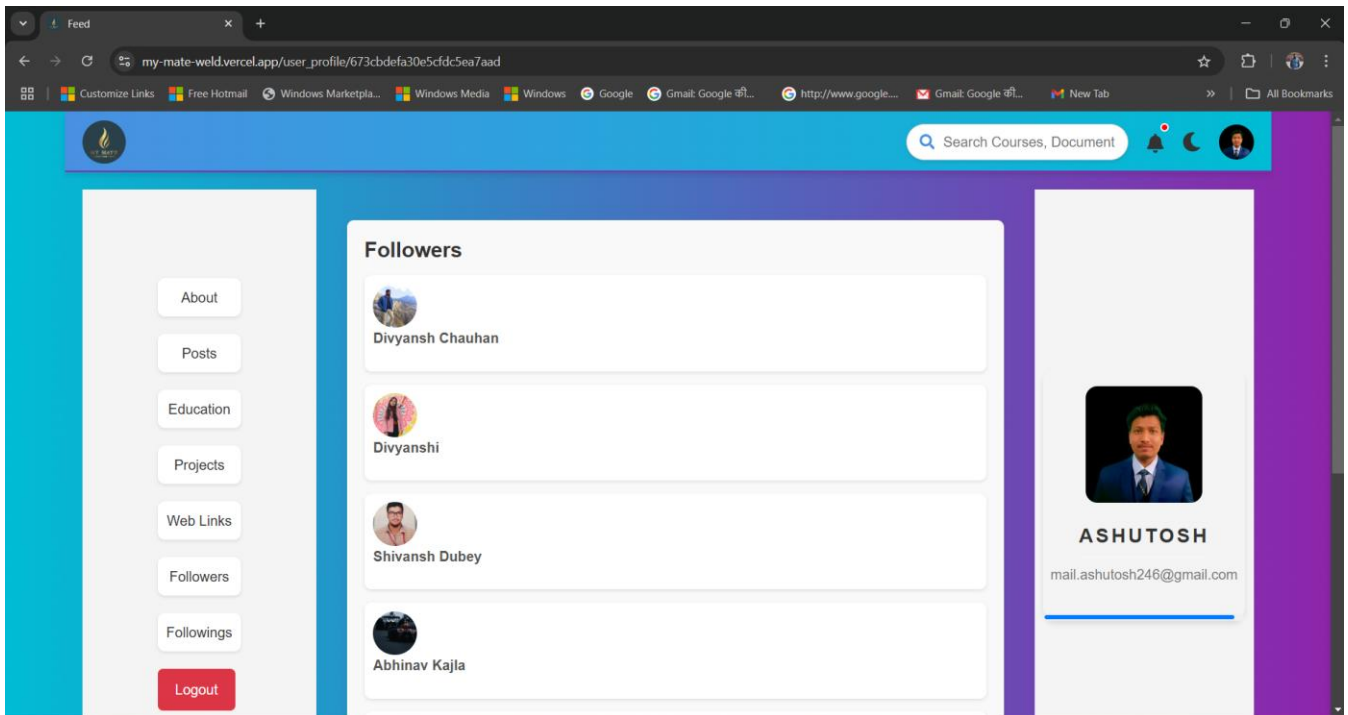 Feed
my-mate-weld.vercel.app/user_profile/673cbdefa30e5cfdc5ea7aad
Customize Links Free Hotmail Windows Marketpla... Windows Media Windows Google Gmail: Google की... http://www.google.... Gmail: Google की... New Tab » All Bookmarks
MY MATE
Search Courses, Document
Followers
About
Divyansh Chauhan
Posts
Education
Divyanshi
Projects
Web Links
ASHUTOSH
Shivansh Dubey
Followers
mail.ashutosh246@gmail.com
Followings
Abhinav Kajla
Logout